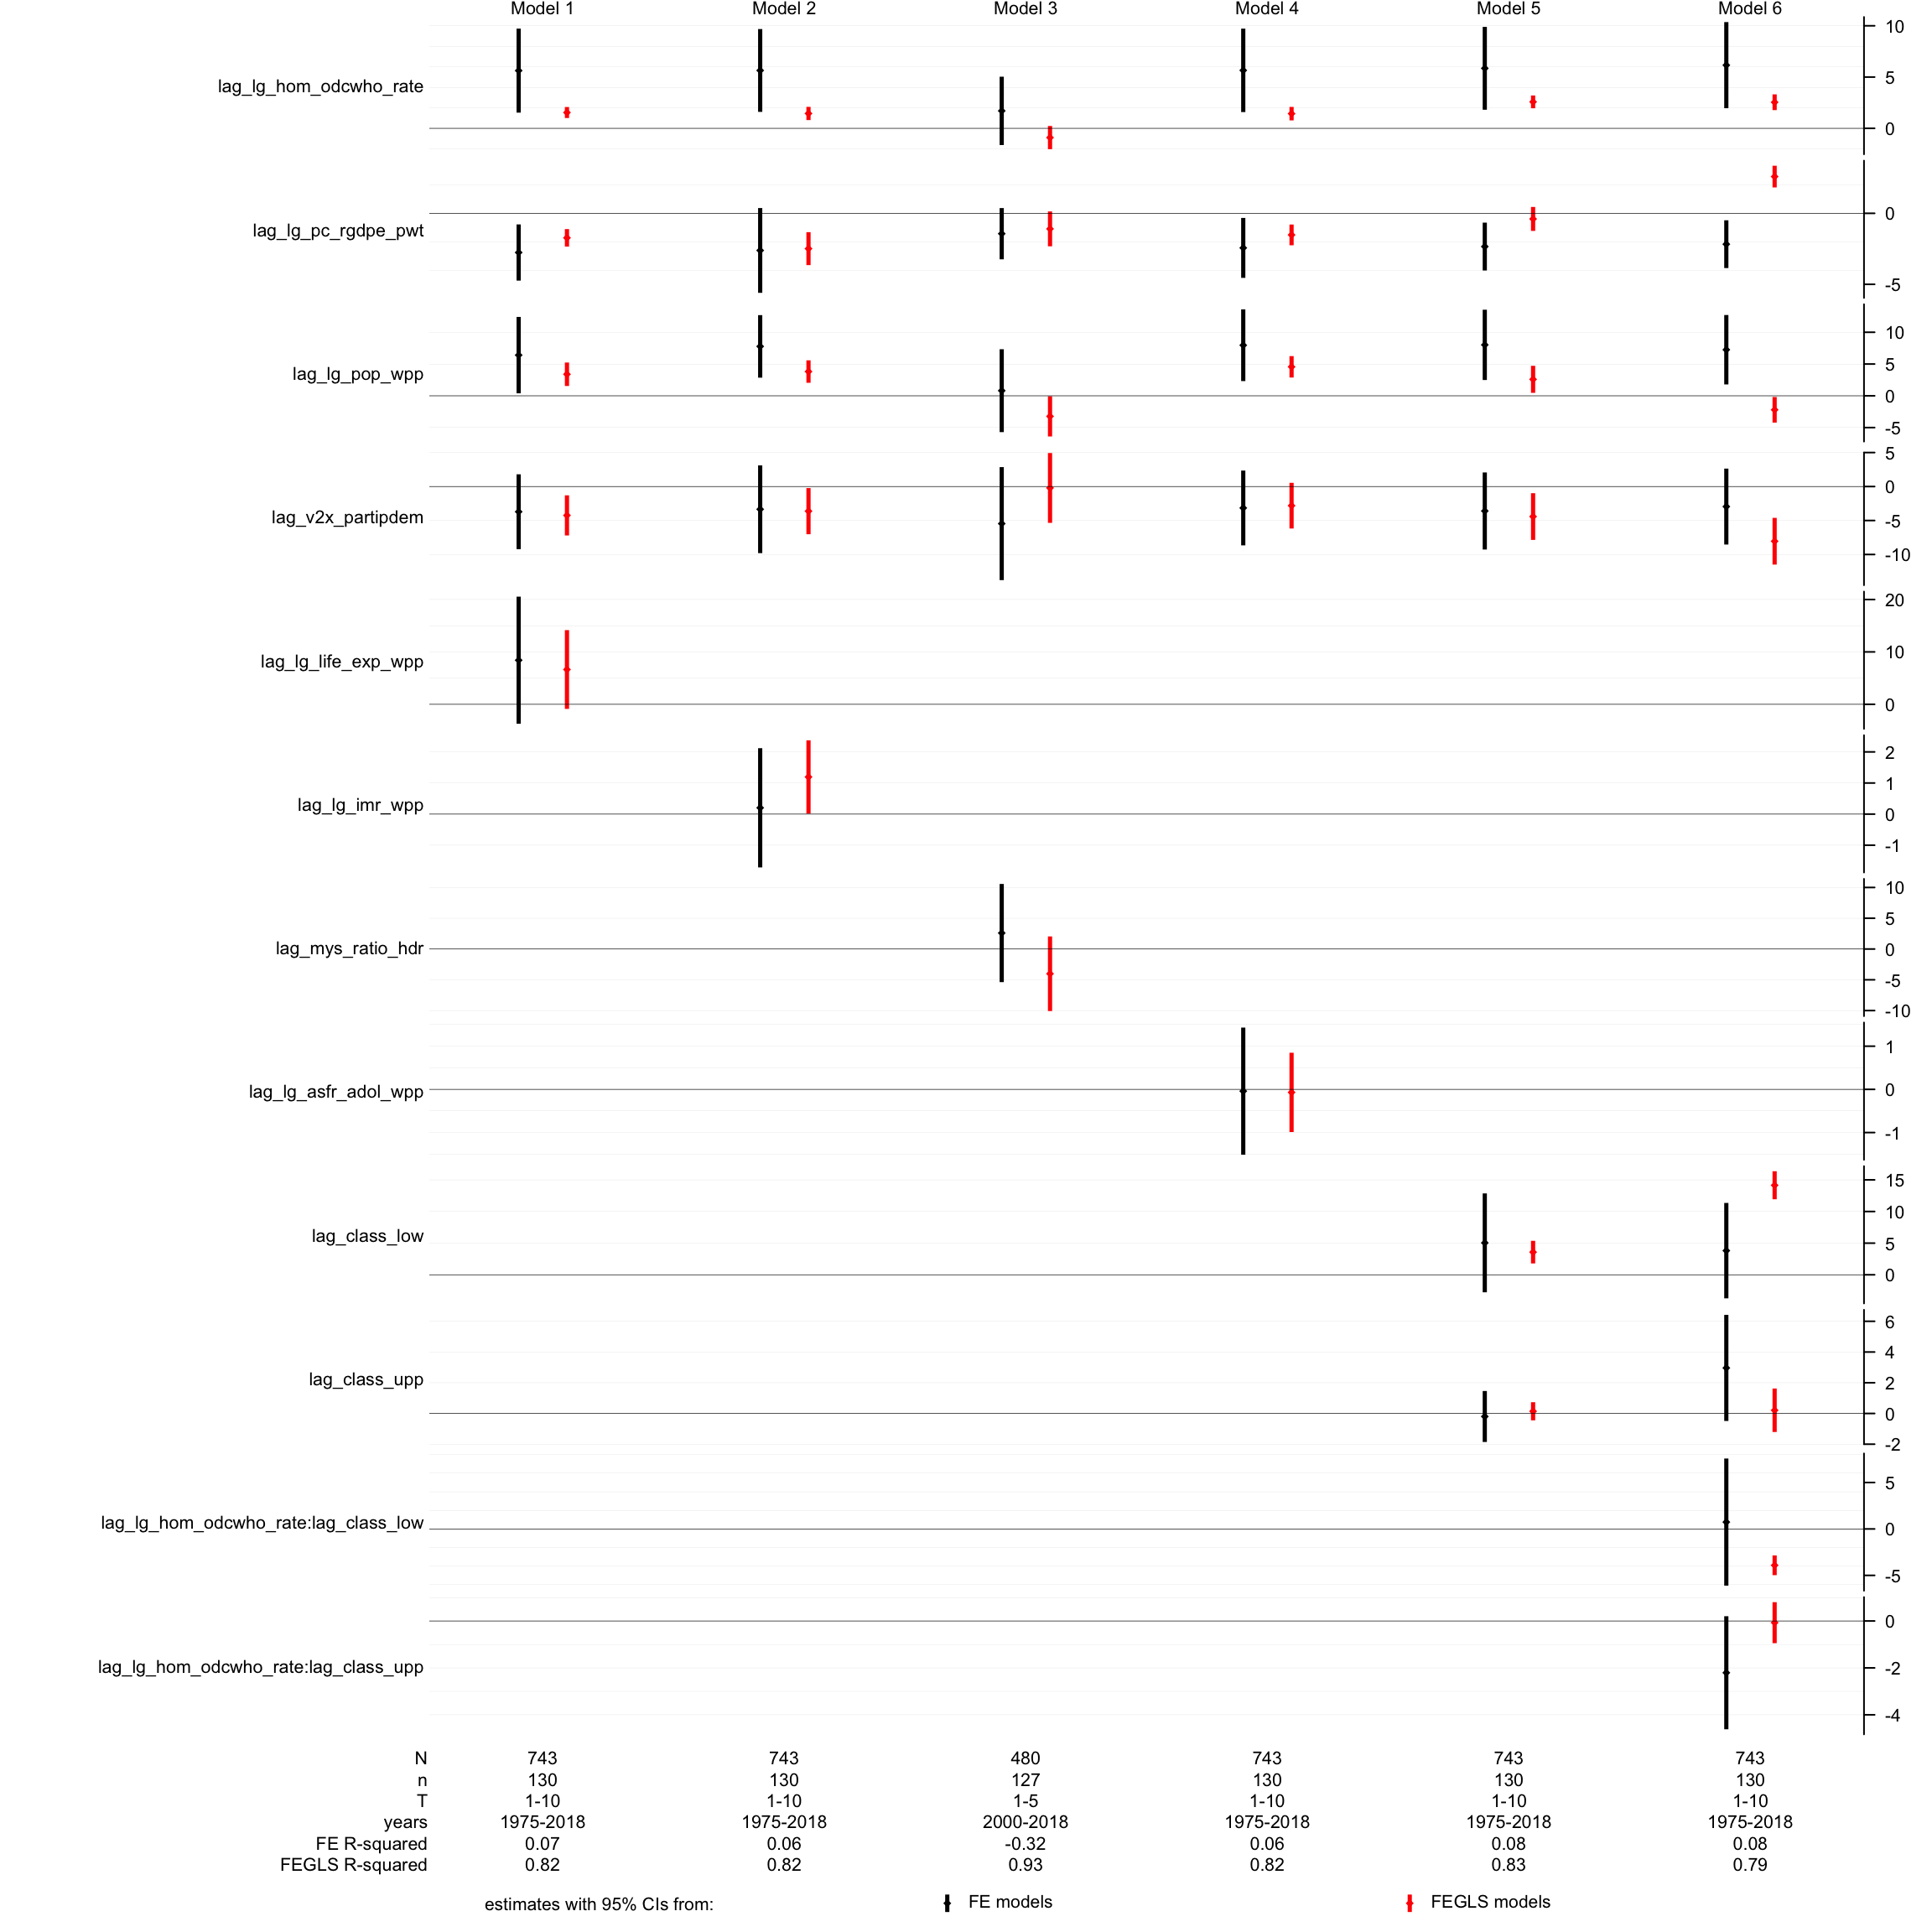 Model 1 Model 2 Model 3 Model 4 Model 5 Model 6
lag_lg_hom_odcwho_rate
10
5
0
lag_lg_pc_rgdpe_pwt
0
-5
lag_lg_pop_wpp
10
5
0
-5
lag_v2x_partipdem
5
0
-5
-10
lag_lg_life_exp_wpp
20
10
0
lag_lg_imr_wpp
2
1
0
-1
lag_mys_ratio_hdr
10
5
0
-5
-10
lag_lg_asfr_adol_wpp
1
0
-1
lag_class_low
15
10
5
0
lag_class_upp
6
4
2
0
-2
lag_lg_hom_odcwho_rate:lag_class_low
5
0
-5
lag_lg_hom_odcwho_rate:lag_class_upp
0
-2
-4
N 743 743 480 743 743 743
n 130 130 127 130 130 130
T 1-10 1-10 1-5 1-10 1-10 1-10
years 1975-2018 1975-2018 2000-2018 1975-2018 1975-2018 1975-2018
FE R-squared 0.07 0.06 -0.32 0.06 0.08 0.08
FEGLS R-squared 0.82 0.82 0.93 0.82 0.83 0.79
estimates with 95% CIs from: FE models FEGLS models